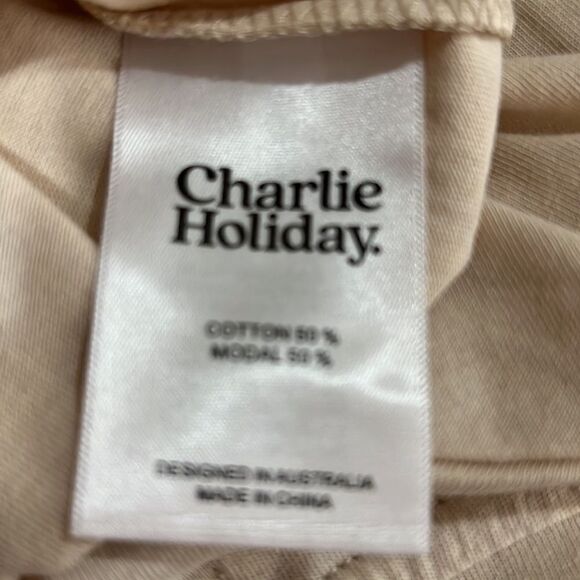 Charlie
Holiday.
COTTON 50 %
MODAL 50 %
DESIGNED IN AUSTRALIA
MADE IN CHINA